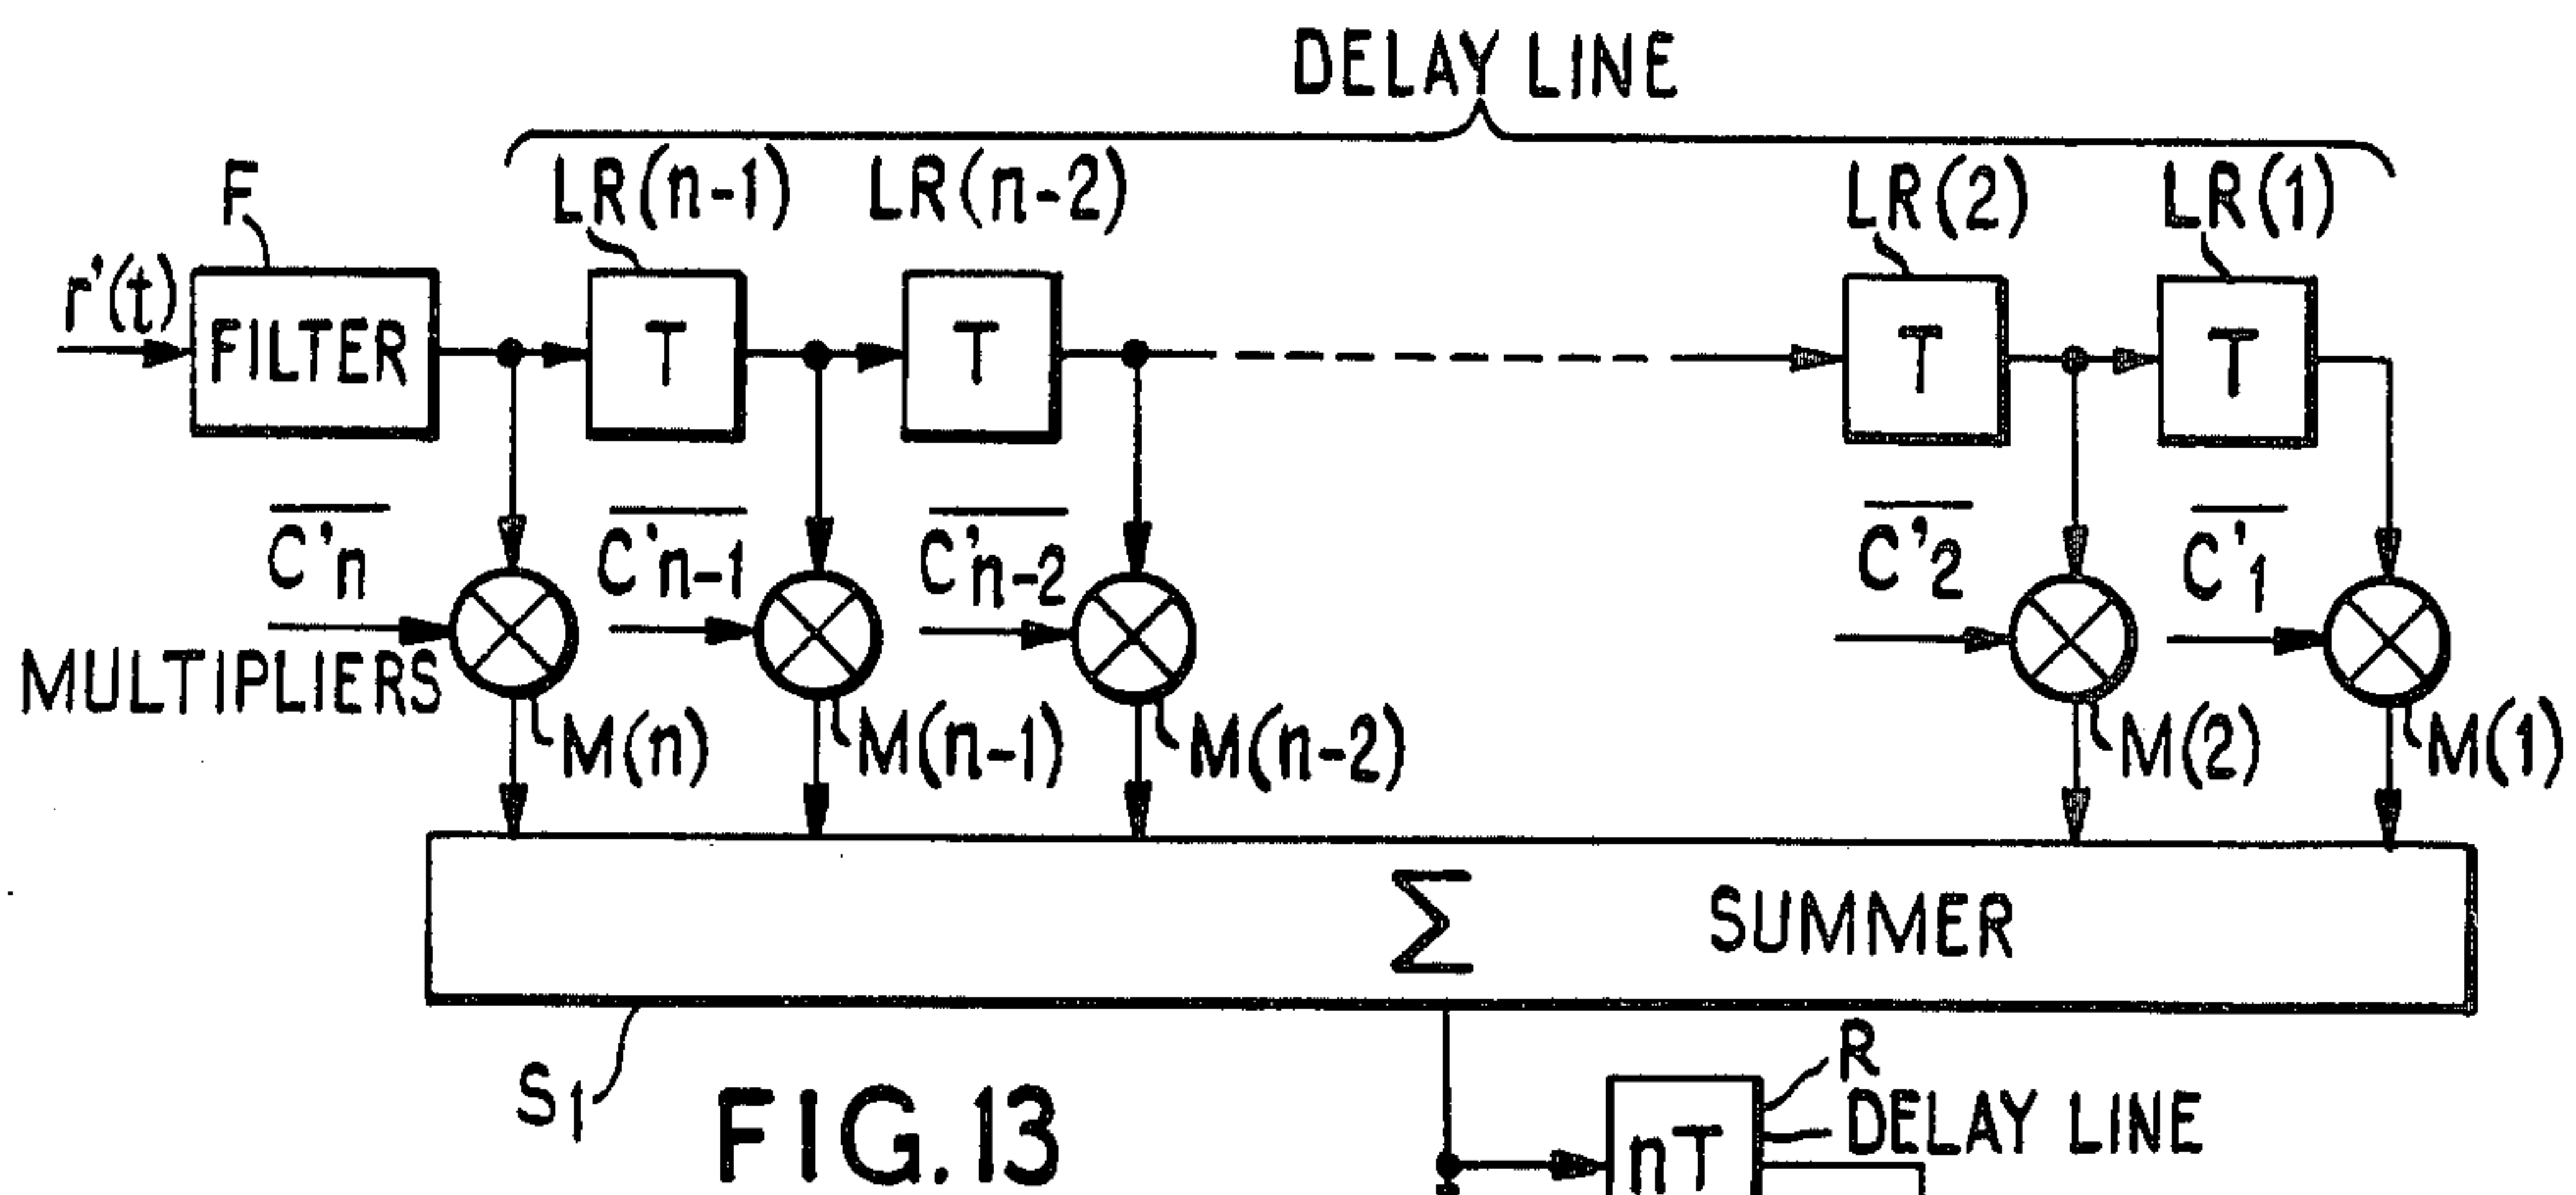 DELAY LINE
F LR(n-1) LR(n-2) LR(2) LR(1)
r'(t) FILTER T T T T
C'n C'n-1 C'n-2 C'2 C'1
MULTIPLIERS M(n) M(n-1) M(n-2) M(2) M(1)
Σ SUMMER
S1 FIG.13 R
nT DELAY LINE